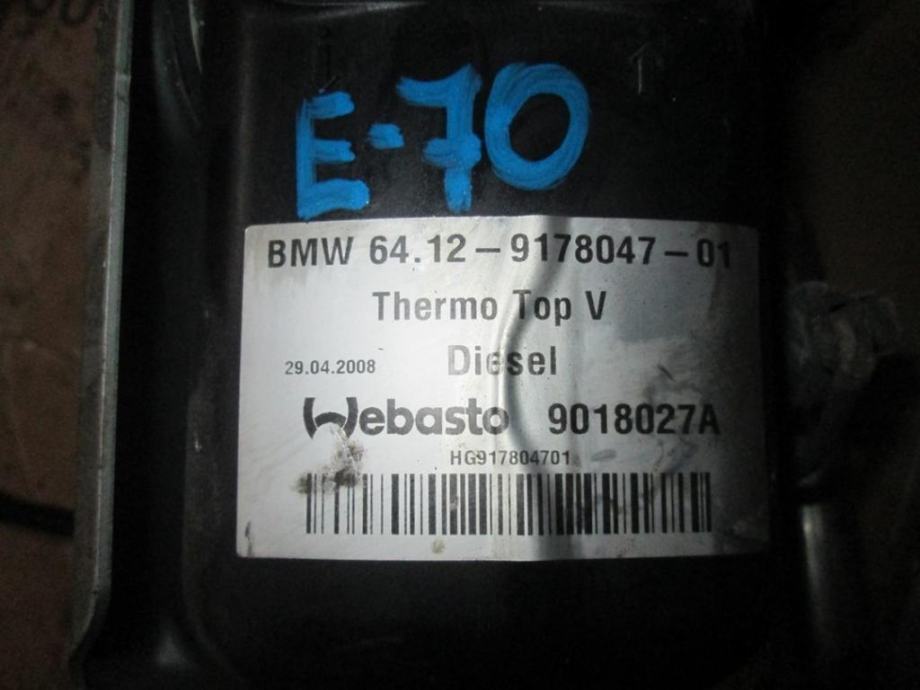 E-70
BMW 64.12-9178047-01
Thermo Top V
Diesel
29.04.2008
Webasto 9018027A
HG917804701